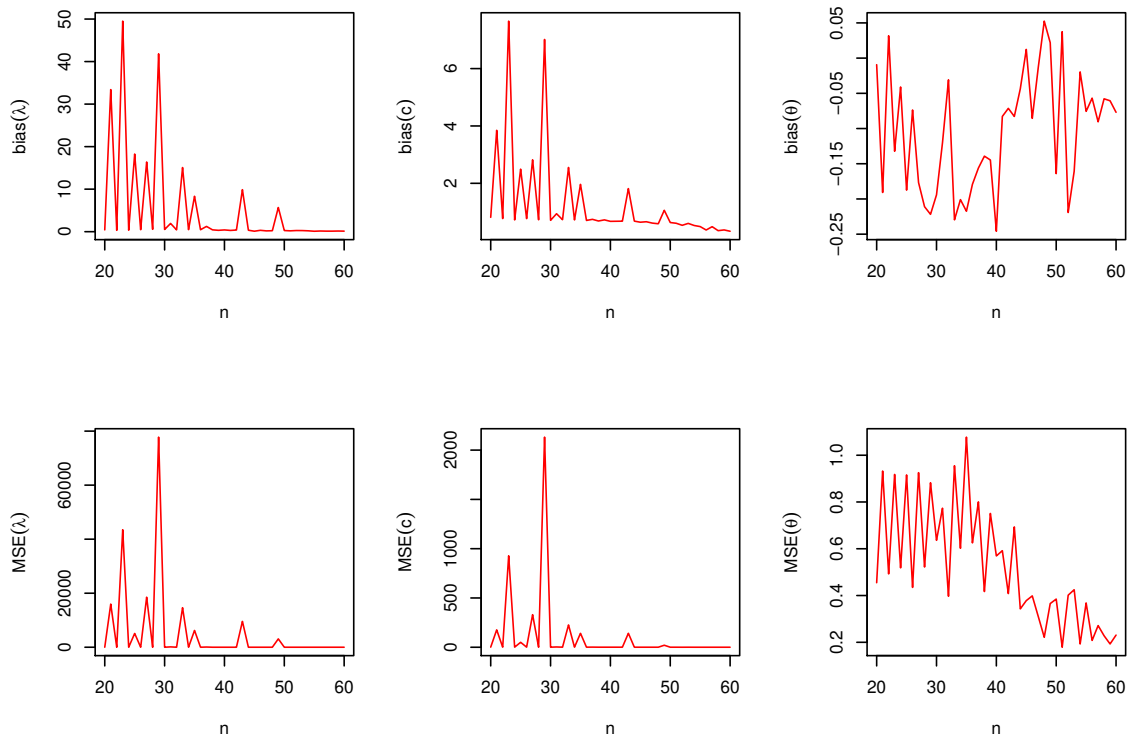 bias(λ)
0 10 20 30 40 50
20 30 40 50 60
n
bias(c)
2 4 6
20 30 40 50 60
n
bias(θ)
−0.25 −0.15 −0.05 0.05
20 30 40 50 60
n
MSE(λ)
0 20000 60000
20 30 40 50 60
n
MSE(c)
0 500 1000 2000
20 30 40 50 60
n
MSE(θ)
0.2 0.4 0.6 0.8 1.0
20 30 40 50 60
n